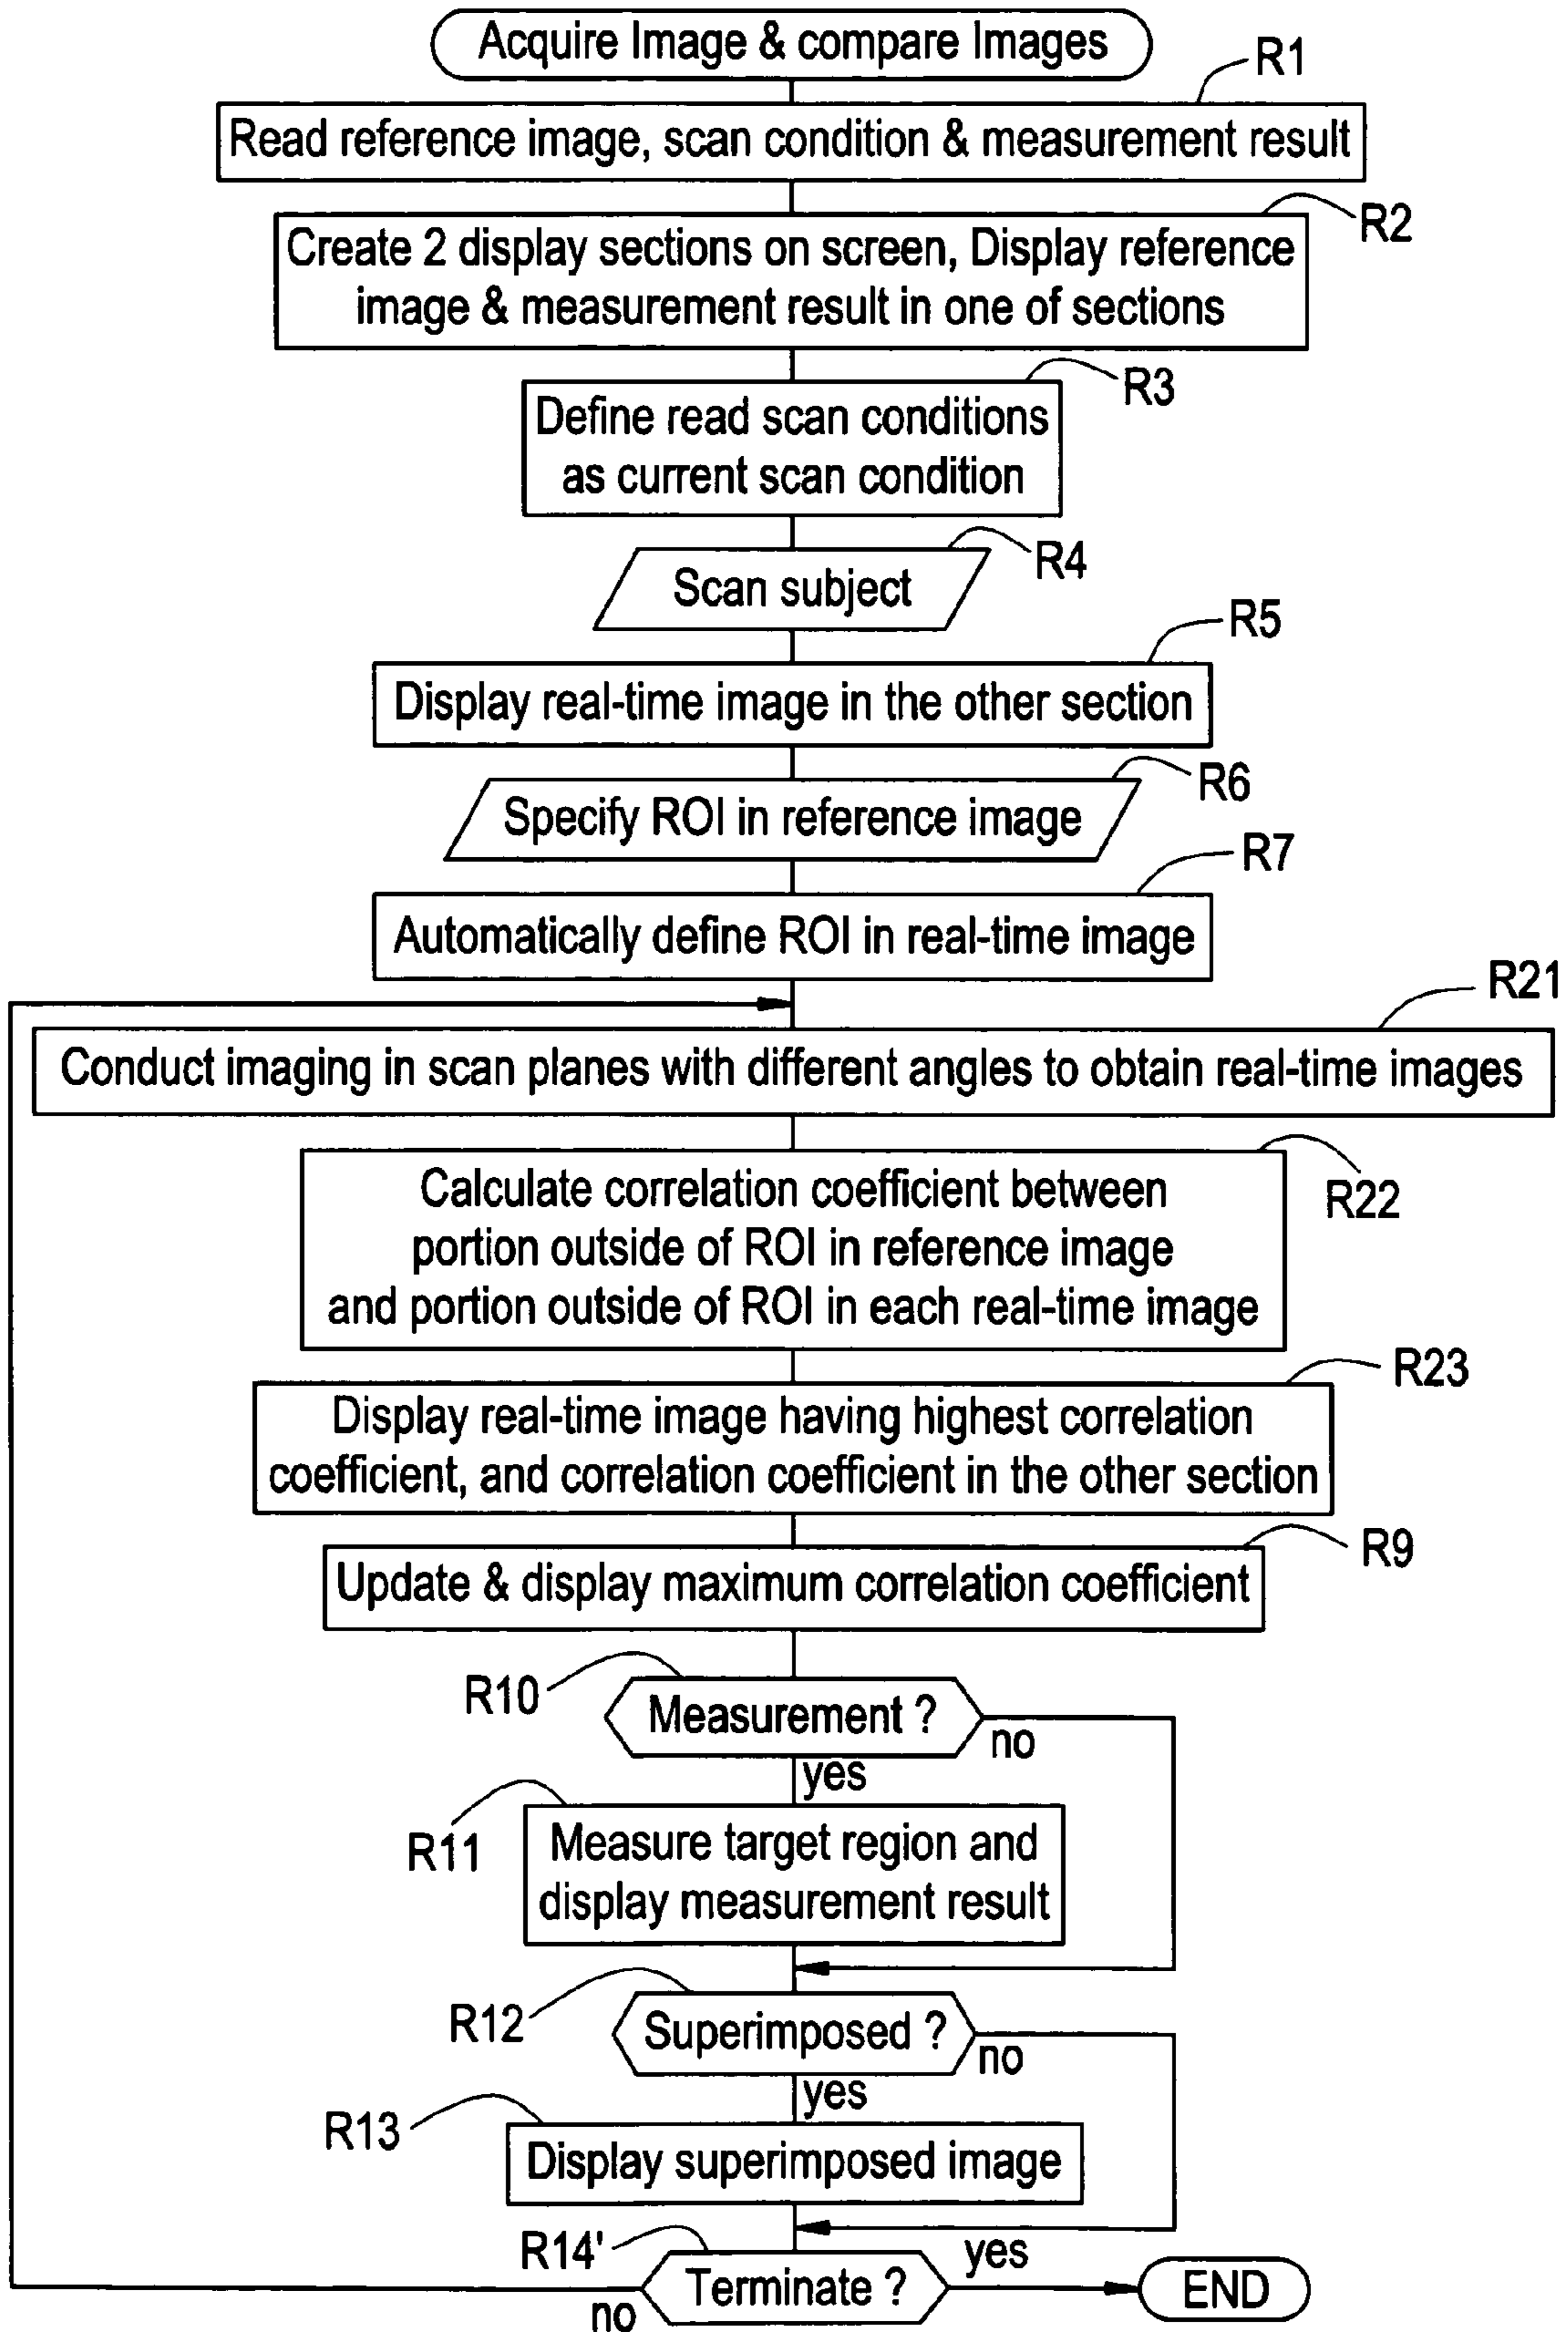 Acquire Image & compare Images
R1
Read reference image, scan condition & measurement result
R2
Create 2 display sections on screen, Display reference
image & measurement result in one of sections
R3
Define read scan conditions
as current scan condition
R4
Scan subject
R5
Display real-time image in the other section
R6
Specify ROI in reference image
R7
Automatically define ROI in real-time image
R21
Conduct imaging in scan planes with different angles to obtain real-time images
R22
Calculate correlation coefficient between
portion outside of ROI in reference image
and portion outside of ROI in each real-time image
R23
Display real-time image having highest correlation
coefficient, and correlation coefficient in the other section
R9
Update & display maximum correlation coefficient
R10
Measurement ?
no
yes
R11
Measure target region and
display measurement result
R12
Superimposed ?
no
yes
R13
Display superimposed image
R14'
yes
Terminate ?
END
no